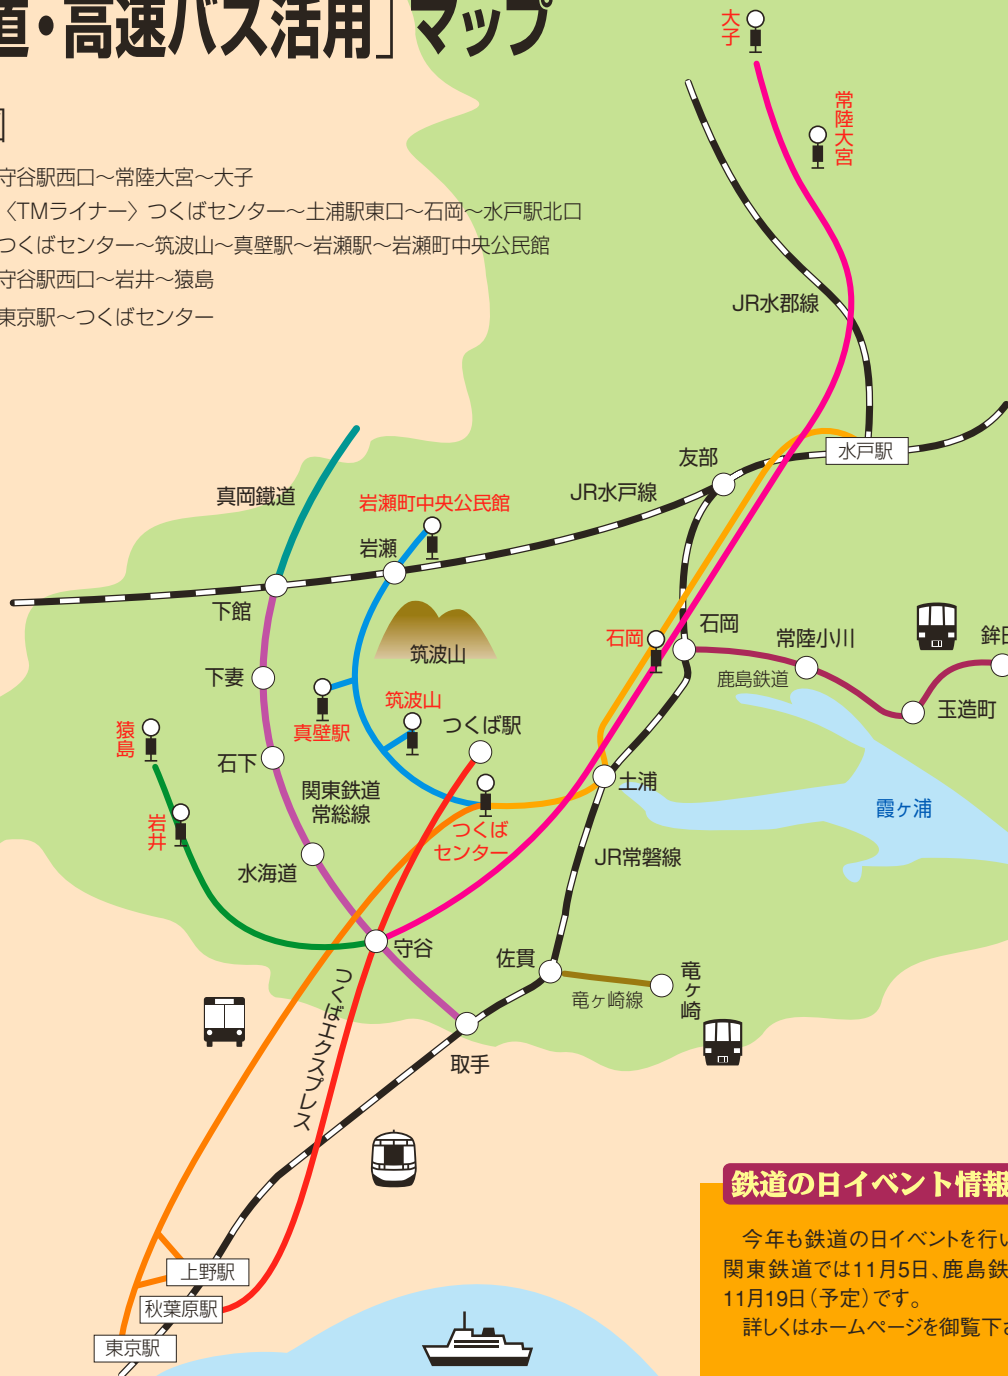 道・高速バス活用］マップ
守谷駅西口～常陸大宮～大子
〈TMライナー〉つくばセンター～土浦駅東口～石岡～水戸駅北口
つくばセンター～筑波山～真壁駅～岩瀬駅～岩瀬町中央公民館
守谷駅西口～岩井～猿島
東京駅～つくばセンター
大子
常陸大宮
JR水郡線
水戸駅
友部
JR水戸線
真岡鐵道
岩瀬町中央公民館
岩瀬
下館
筑波山
石岡
石岡
常陸小川
鉾田
鹿島鉄道
玉造町
下妻
真壁駅
筑波山
つくば駅
猿島
石下
関東鉄道
常総線
土浦
霞ヶ浦
岩井
つくば
センター
JR常磐線
水海道
守谷
佐貫
竜ヶ崎線
竜ヶ崎
つくばエクスプレス
取手
上野駅
秋葉原駅
東京駅
鉄道の日イベント情報
今年も鉄道の日イベントを行い
関東鉄道では11月5日、鹿島鉄
11月19日（予定）です。
詳しくはホームページを御覧下さ